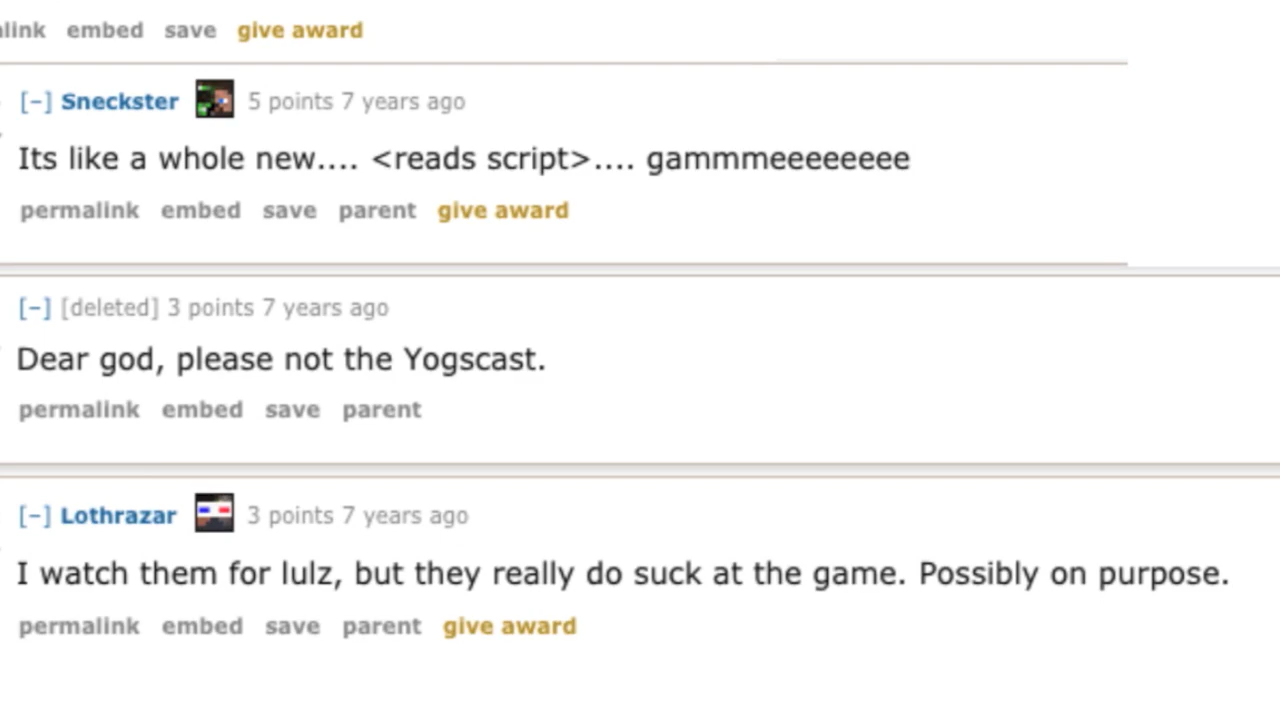 link embed save give award
[–] Sneckster 5 points 7 years ago
Its like a whole new.... <reads script>.... gammmeeeeeeee
permalink embed save parent give award
[–] [deleted] 3 points 7 years ago
Dear god, please not the Yogscast.
permalink embed save parent
[–] Lothrazar 3 points 7 years ago
I watch them for lulz, but they really do suck at the game. Possibly on purpose.
permalink embed save parent give award